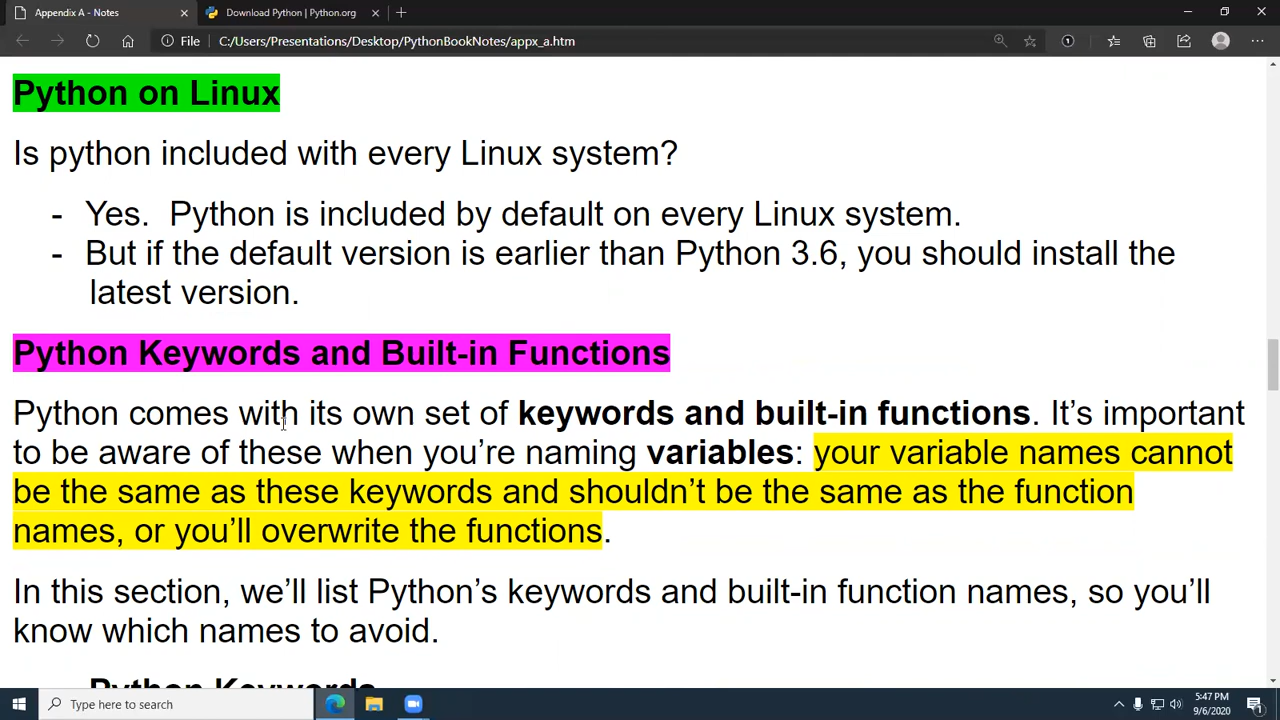 Appendix A - Notes
Download Python | Python.org
File
C:/Users/Presentations/Desktop/PythonBookNotes/appx_a.htm
Python on Linux
Is python included with every Linux system?
- Yes.  Python is included by default on every Linux system.
- But if the default version is earlier than Python 3.6, you should install the
latest version.
Python Keywords and Built-in Functions
Python comes with its own set of keywords and built-in functions. It’s important
to be aware of these when you’re naming variables: your variable names cannot
be the same as these keywords and shouldn’t be the same as the function
names, or you’ll overwrite the functions.
In this section, we’ll list Python’s keywords and built-in function names, so you’ll
know which names to avoid.
Python Keywords
Type here to search
5:47 PM
9/6/2020